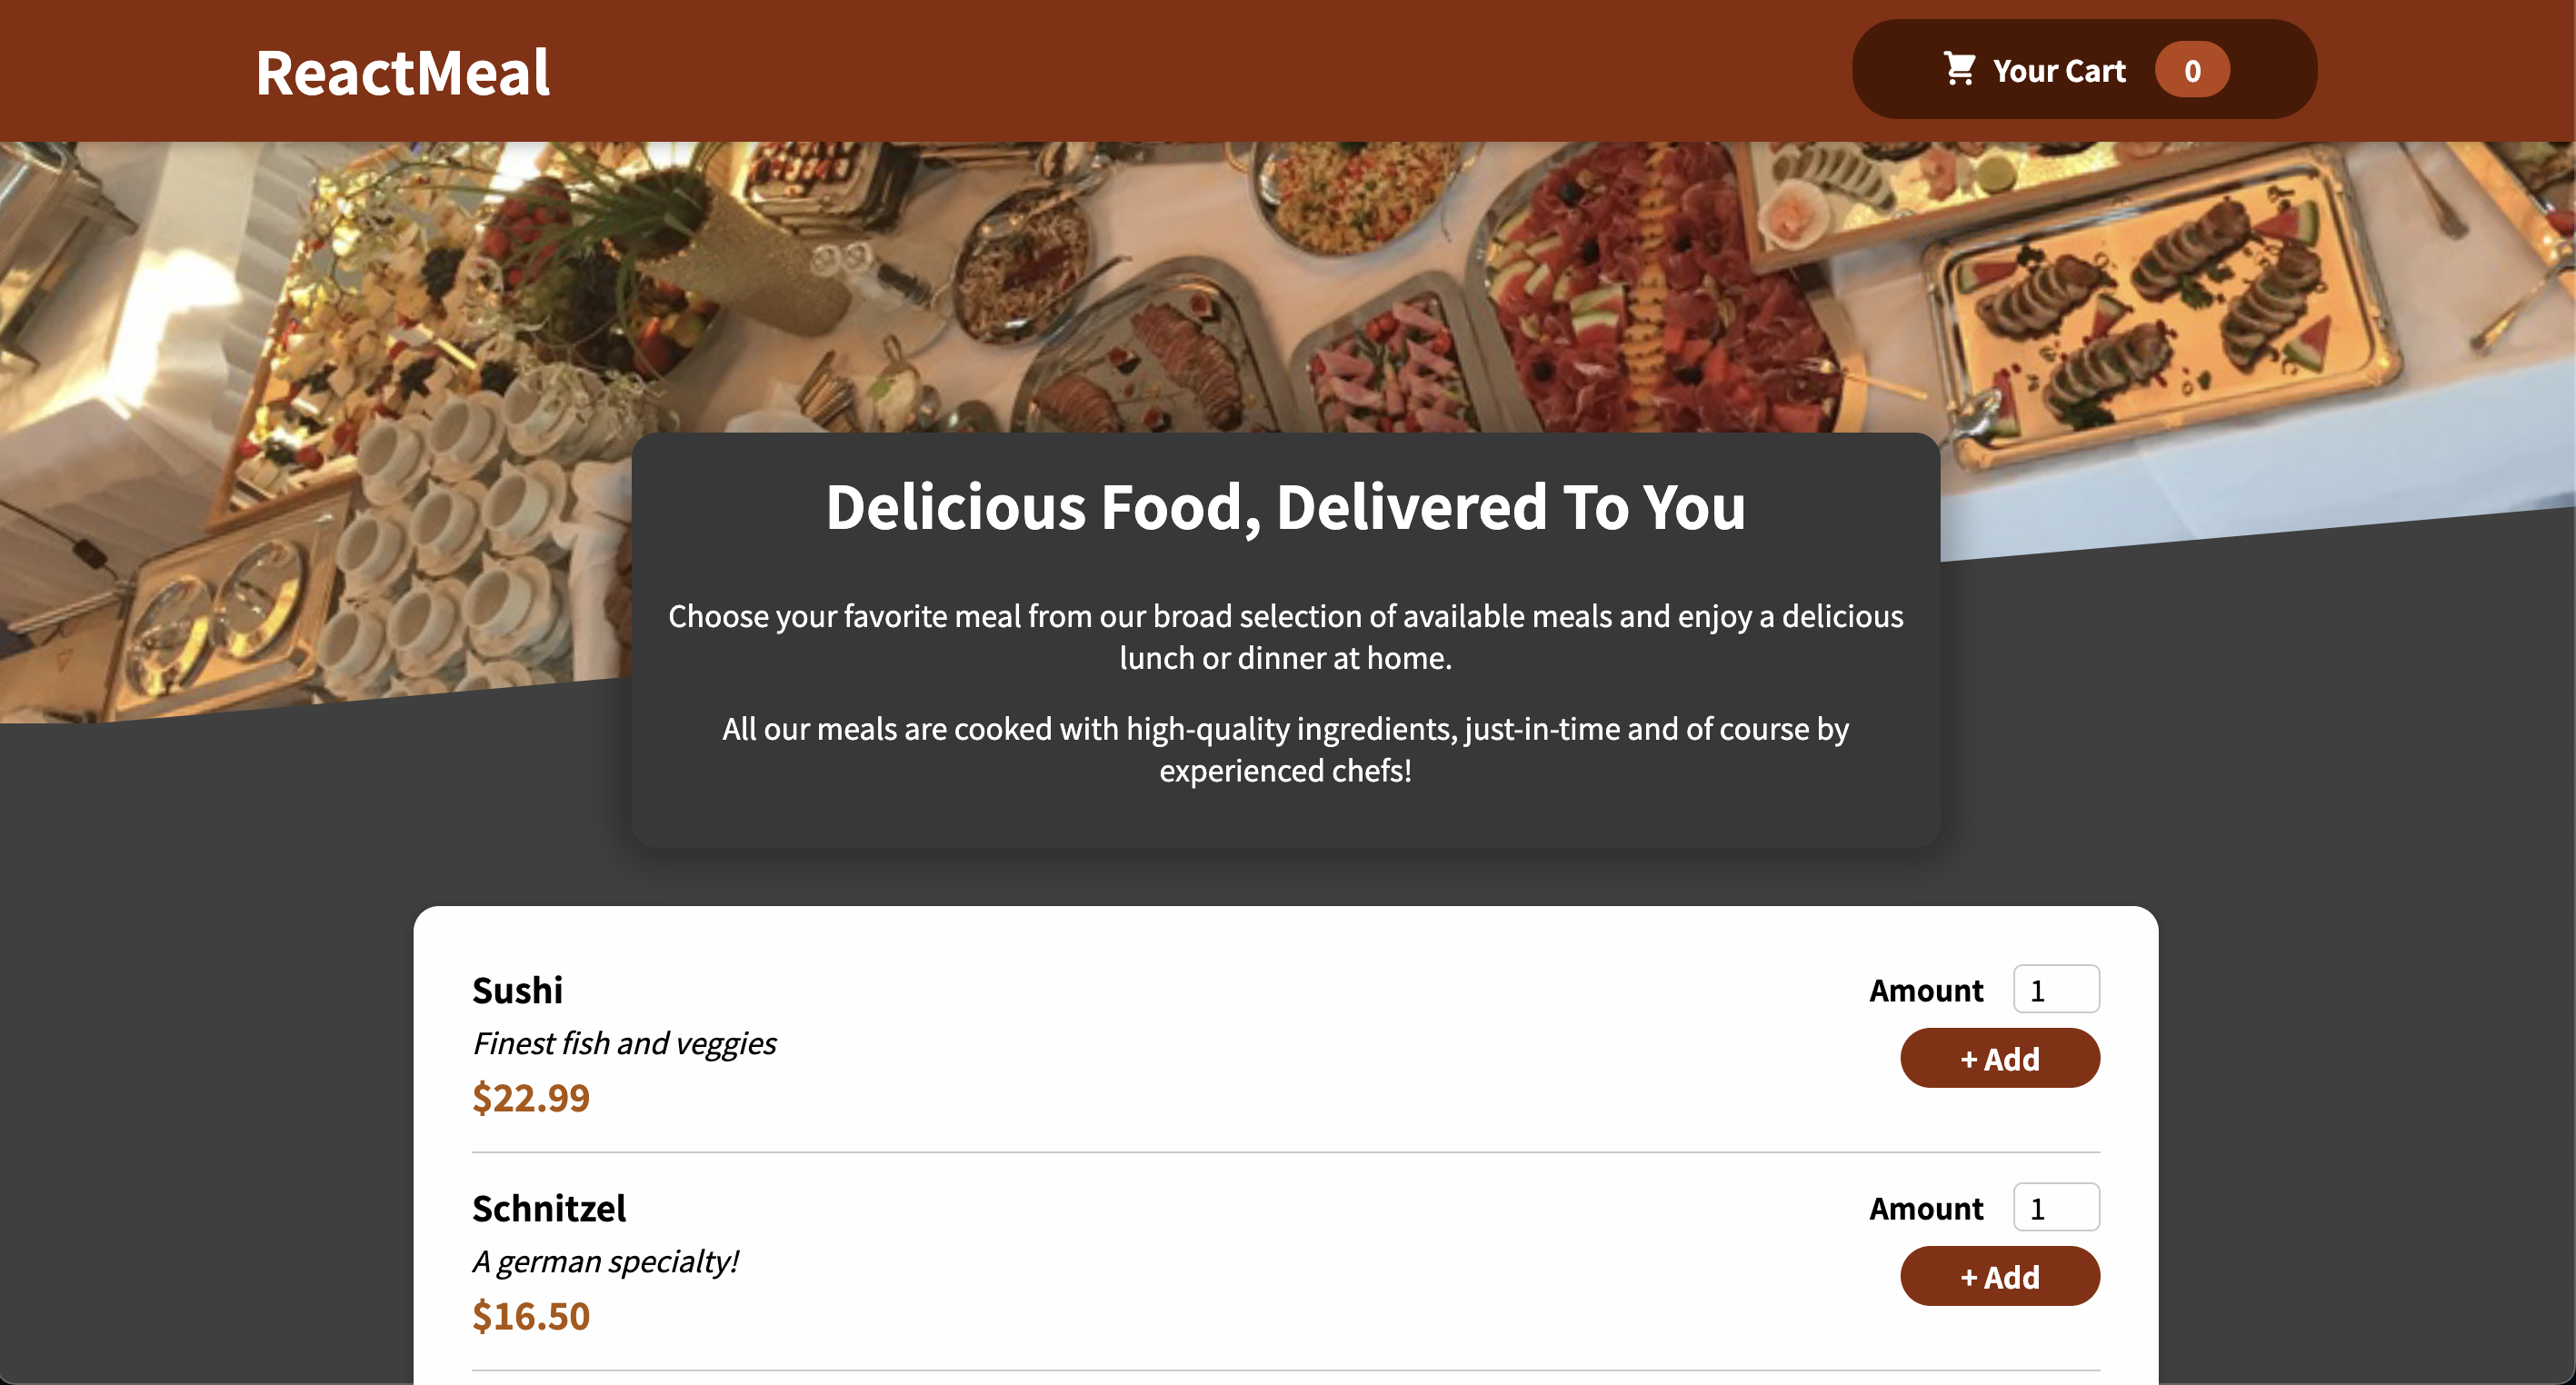 ReactMeal
Your Cart 0
Delicious Food, Delivered To You
Choose your favorite meal from our broad selection of available meals and enjoy a delicious
lunch or dinner at home.
All our meals are cooked with high-quality ingredients, just-in-time and of course by
experienced chefs!
Sushi
Finest fish and veggies
$22.99
Amount 1
+ Add
Schnitzel
A german specialty!
$16.50
Amount 1
+ Add